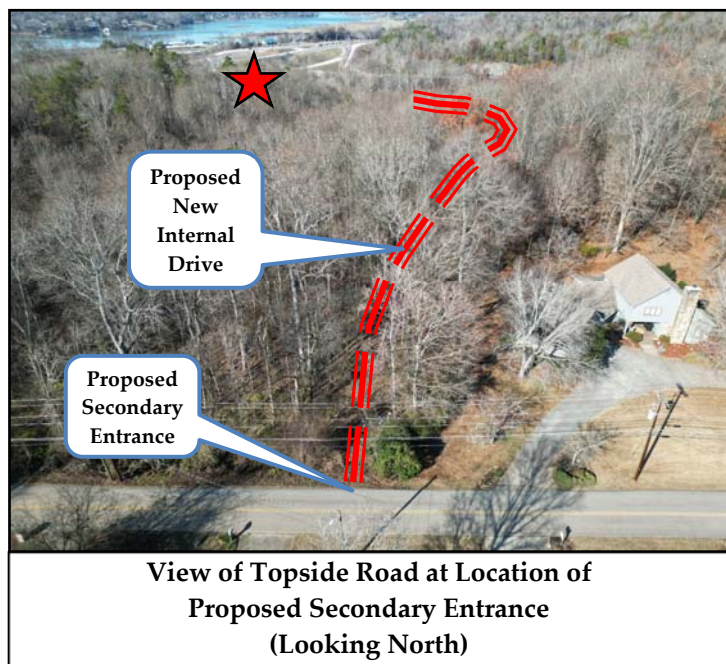 Proposed
New
Internal
Drive
Proposed
Secondary
Entrance
View of Topside Road at Location of
Proposed Secondary Entrance
(Looking North)